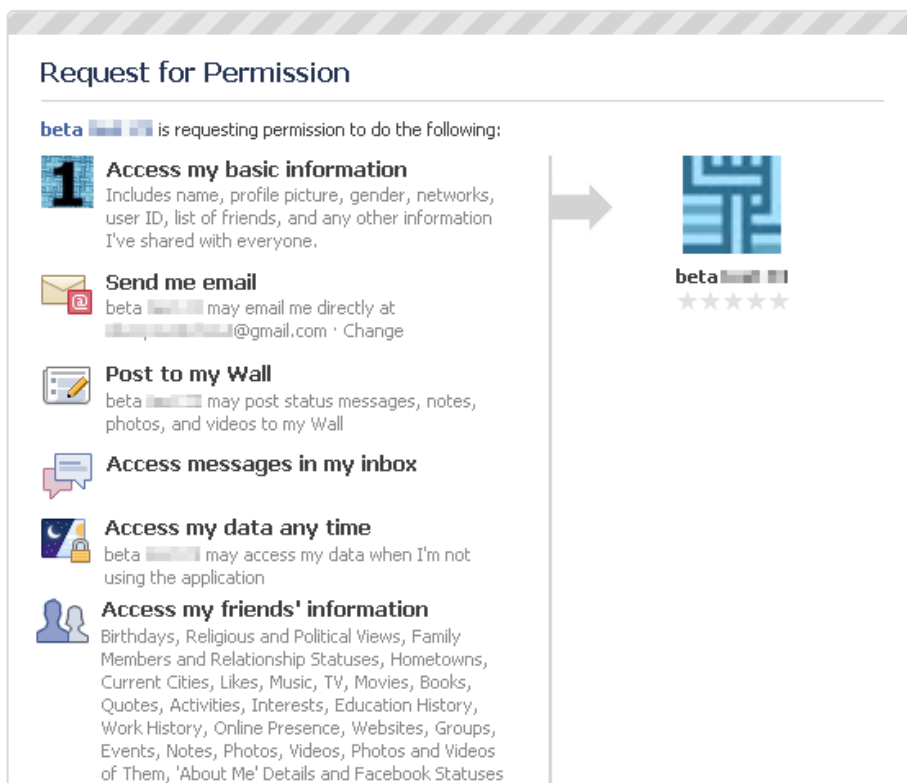 Request for Permission
beta is requesting permission to do the following:
1
Access my basic information
Includes name, profile picture, gender, networks,
user ID, list of friends, and any other information
I've shared with everyone.
Send me email
beta may email me directly at
@gmail.com · Change
Post to my Wall
beta may post status messages, notes,
photos, and videos to my Wall
Access messages in my inbox
Access my data any time
beta may access my data when I'm not
using the application
Access my friends' information
Birthdays, Religious and Political Views, Family
Members and Relationship Statuses, Hometowns,
Current Cities, Likes, Music, TV, Movies, Books,
Quotes, Activities, Interests, Education History,
Work History, Online Presence, Websites, Groups,
Events, Notes, Photos, Videos, Photos and Videos
of Them, 'About Me' Details and Facebook Statuses
beta